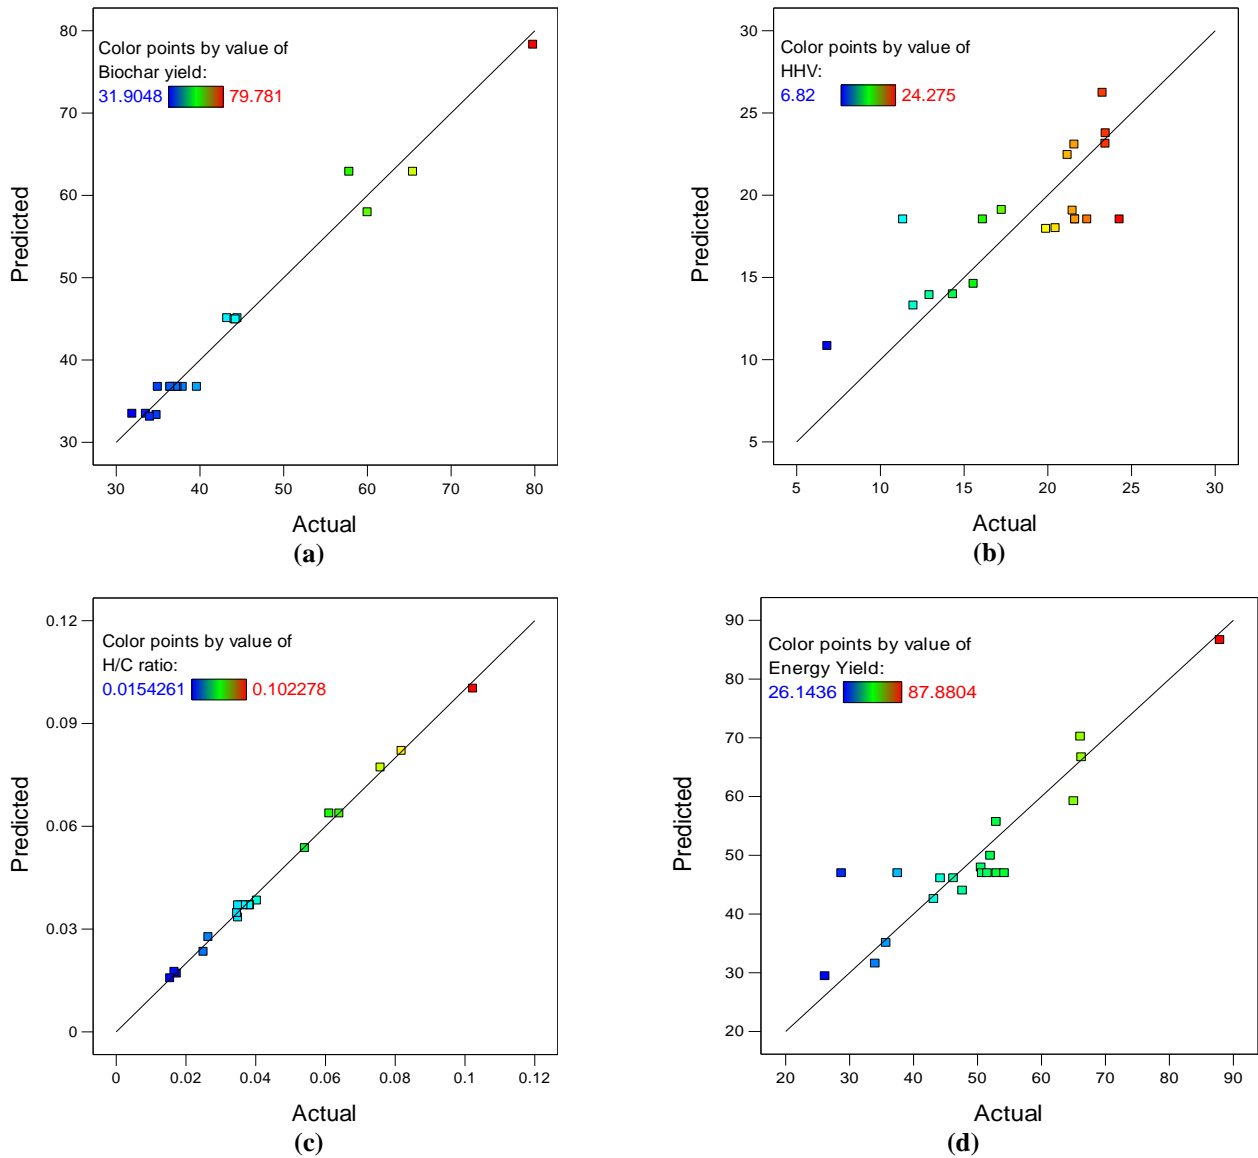 80
70
60
50
40
30
Predicted
Color points by value of
Biochar yield:
31.9048 79.781
30 40 50 60 70 80
Actual
(a)
30
25
20
15
10
5
Predicted
Color points by value of
HHV:
6.82 24.275
5 10 15 20 25 30
Actual
(b)
0.12
0.09
0.06
0.03
0
Predicted
Color points by value of
H/C ratio:
0.0154261 0.102278
0 0.02 0.04 0.06 0.08 0.1 0.12
Actual
(c)
90
80
70
60
50
40
30
20
Predicted
Color points by value of
Energy Yield:
26.1436 87.8804
20 30 40 50 60 70 80 90
Actual
(d)